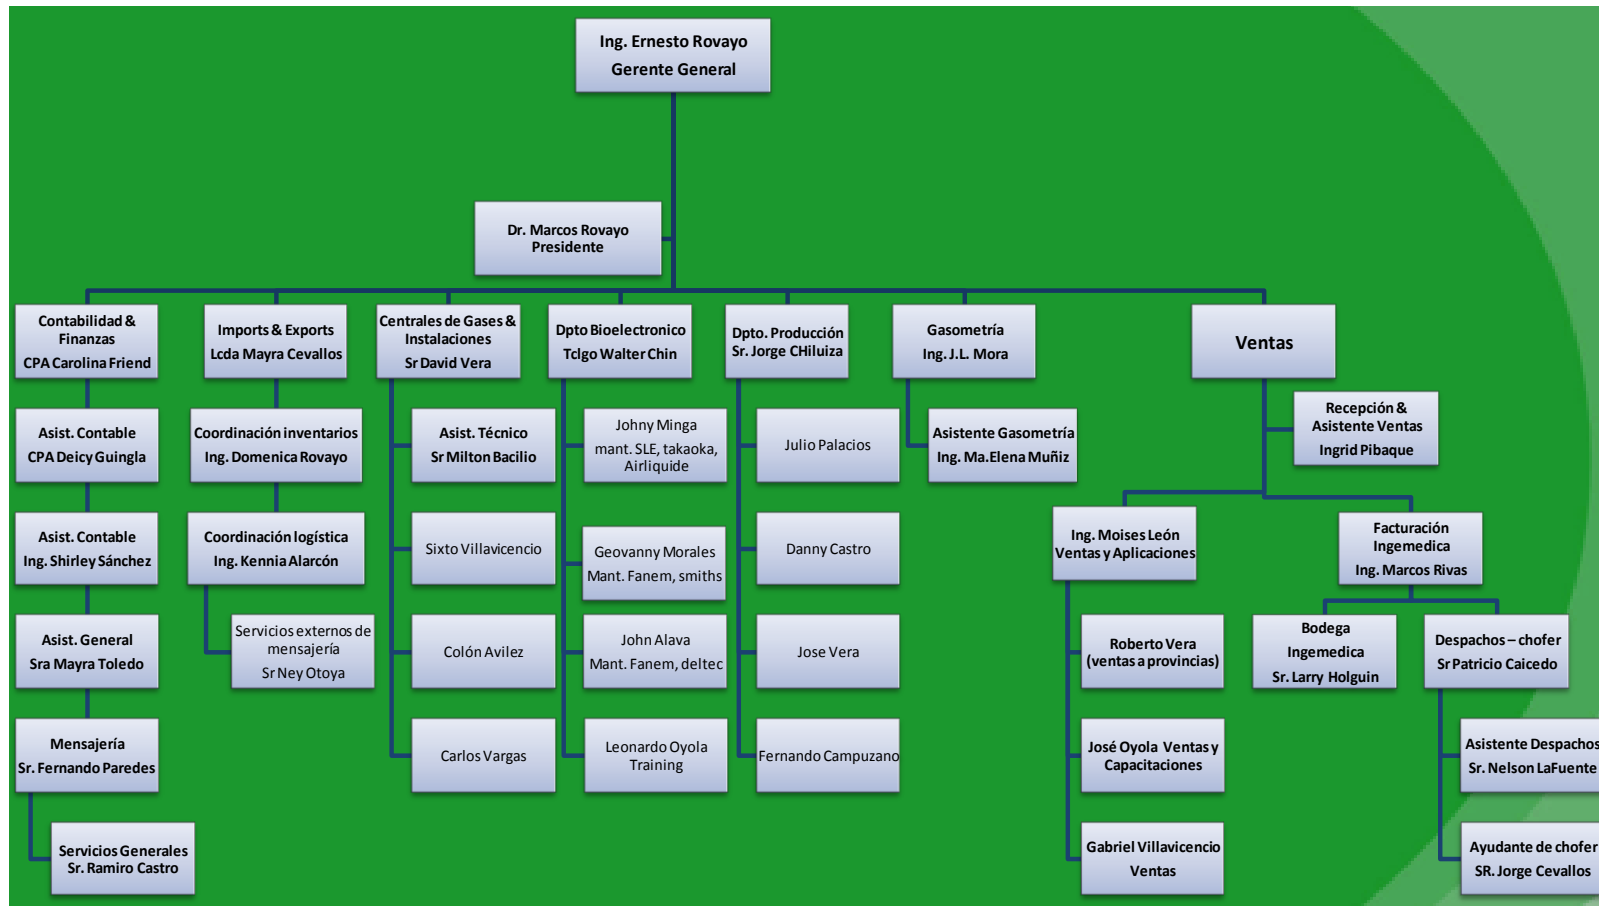 Ing. Ernesto Rovayo
Gerente General
Dr. Marcos Rovayo
Presidente
Contabilidad &
Finanzas
CPA Carolina Friend
Imports & Exports
Lcda Mayra Cevallos
Centrales de Gases &
Instalaciones
Sr David Vera
Dpto Bioelectronico
Tclgo Walter Chin
Dpto. Producción
Sr. Jorge CHiluiza
Gasometría
Ing. J.L. Mora
Ventas
Asist. Contable
CPA Deicy Guingla
Coordinación inventarios
Ing. Domenica Rovayo
Asist. Técnico
Sr Milton Bacilio
Johny Minga
mant. SLE, takaoka,
Airliquide
Julio Palacios
Asistente Gasometría
Ing. Ma.Elena Muñiz
Recepción &
Asistente Ventas
Ingrid Pibaque
Asist. Contable
Ing. Shirley Sánchez
Coordinación logística
Ing. Kennia Alarcón
Sixto Villavicencio
Geovanny Morales
Mant. Fanem, smiths
Danny Castro
Ing. Moises León
Ventas y Aplicaciones
Facturación
Ingemedica
Ing. Marcos Rivas
Asist. General
Sra Mayra Toledo
Servicios externos de
mensajería
Sr Ney Otoya
Colón Avilez
John Alava
Mant. Fanem, deltec
Jose Vera
Roberto Vera
(ventas a provincias)
Bodega
Ingemedica
Sr. Larry Holguin
Despachos – chofer
Sr Patricio Caicedo
Mensajería
Sr. Fernando Paredes
Carlos Vargas
Leonardo Oyola
Training
Fernando Campuzano
José Oyola Ventas y
Capacitaciones
Asistente Despachos
Sr. Nelson LaFuente
Servicios Generales
Sr. Ramiro Castro
Gabriel Villavicencio
Ventas
Ayudante de chofer
SR. Jorge Cevallos